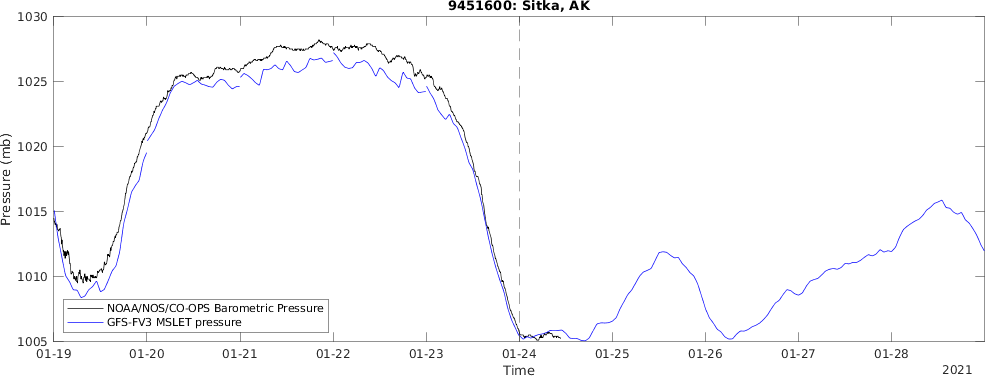 9451600: Sitka, AK
Pressure (mb)
1030
1025
1020
1015
1010
1005
NOAA/NOS/CO-OPS Barometric Pressure
GFS-FV3 MSLET pressure
01-19 01-20 01-21 01-22 01-23 01-24 01-25 01-26 01-27 01-28
Time
2021